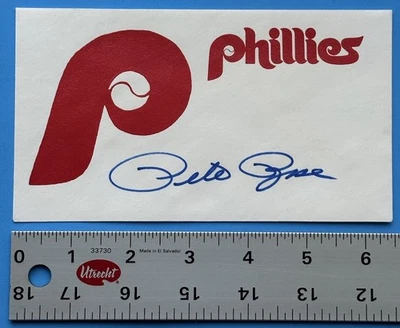 P
phillies
Pete Rose
0 1 2 3 4 5 6
33730
Made in El Salvador
Utrecht
18 17 16 15 14 13 12